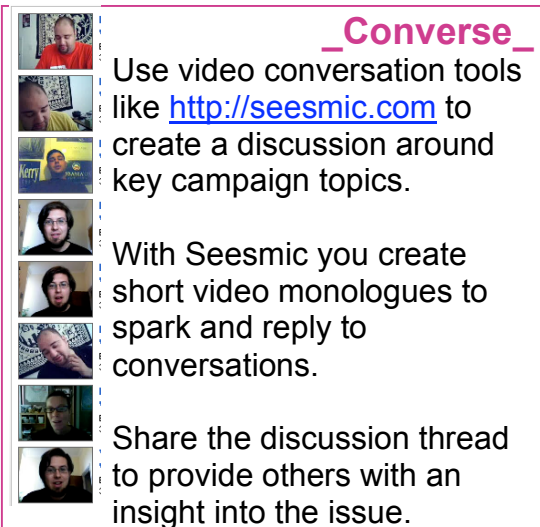 _Converse_
Use video conversation tools
like http://seesmic.com to
create a discussion around
key campaign topics.
With Seesmic you create
short video monologues to
spark and reply to
conversations.
Share the discussion thread
to provide others with an
insight into the issue.
Kerry